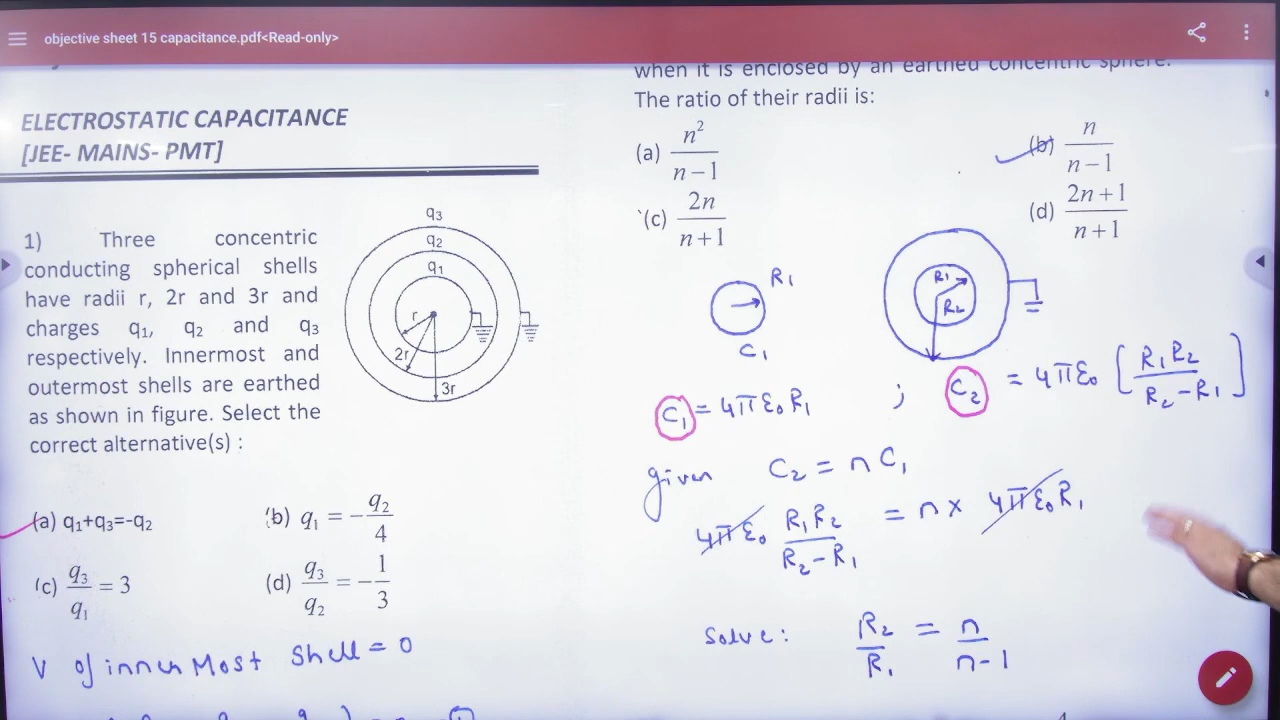 objective sheet 15 capacitance.pdf<Read-only>
ELECTROSTATIC CAPACITANCE
[JEE- MAINS- PMT]
1) Three concentric
conducting spherical shells
have radii r, 2r and 3r and
charges q₁, q₂ and q₃
respectively. Innermost and
outermost shells are earthed
as shown in figure. Select the
correct alternative(s) :
q₃
q₂
q₁
r
2r
3r
(a) q₁+q₃=-q₂
(b) q₁ = -q₂/4
(c) q₃/q₁ = 3
(d) q₃/q₂ = -1/3
V of inner Most Shell = 0
when it is enclosed by an earthed concentric sphere.
The ratio of their radii is:
(a) n²/n-1
(b) n/n-1
(c) 2n/n+1
(d) 2n+1/n+1
R₁
C₁
R₁
R₂
C₁ = 4πε₀R₁ ; C₂ = 4πε₀ [R₁R₂/R₂-R₁]
given C₂ = nC₁
4πε₀ R₁R₂/R₂-R₁ = n x 4πε₀R₁
Solve: R₂/R₁ = n/n-1